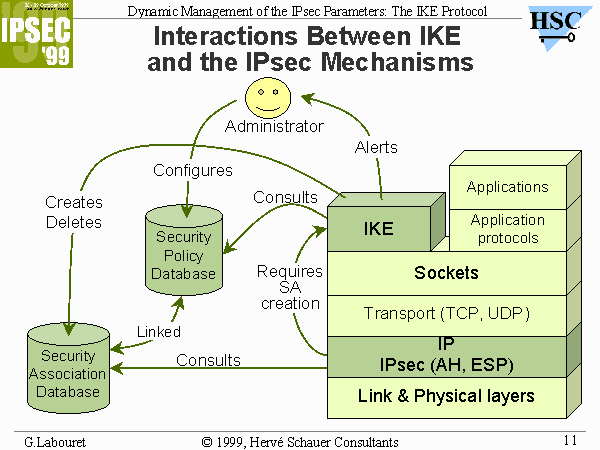 Dynamic Management of the IPsec Parameters: The IKE Protocol
IPSEC
'99
HSC
Interactions Between IKE
and the IPsec Mechanisms
Administrator
Alerts
Configures
Creates
Deletes
Consults
Applications
Application
protocols
IKE
Security
Policy
Database
Requires
SA
creation
Sockets
Transport (TCP, UDP)
Linked
IP
IPsec (AH, ESP)
Security
Association
Database
Consults
Link & Physical layers
G.Labouret
© 1999, Hervé Schauer Consultants
11